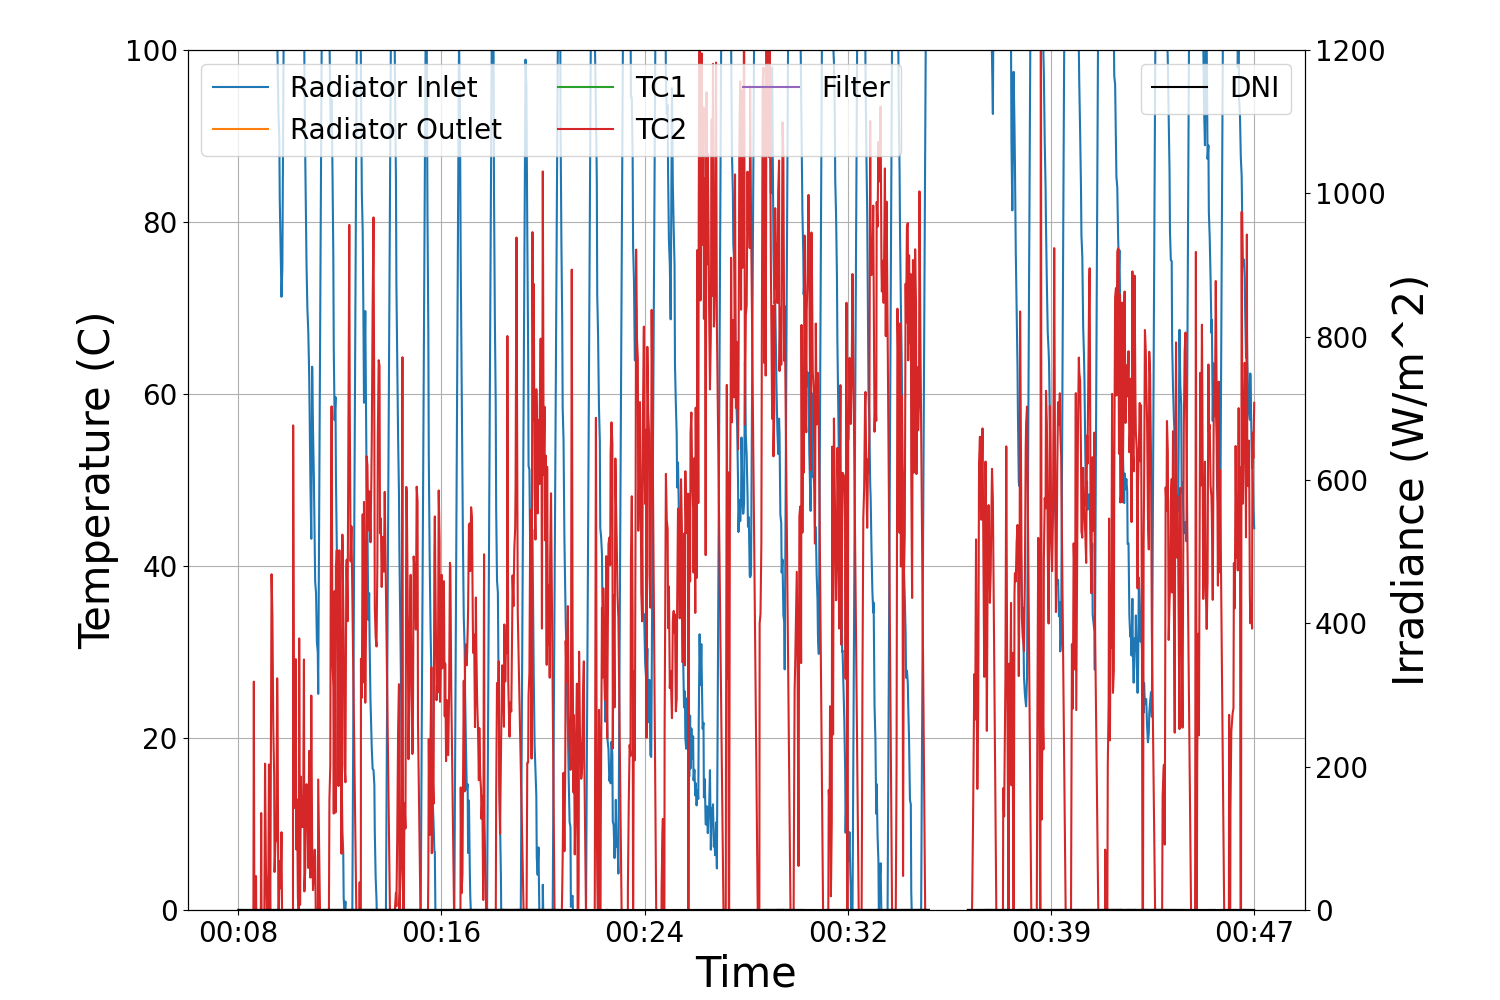 Radiator Inlet
Radiator Outlet
TC1
TC2
Filter
DNI
Temperature (C)
100
80
60
40
20
0
Irradiance (W/m^2)
1200
1000
800
600
400
200
0
00:08
00:16
00:24
00:32
00:39
00:47
Time